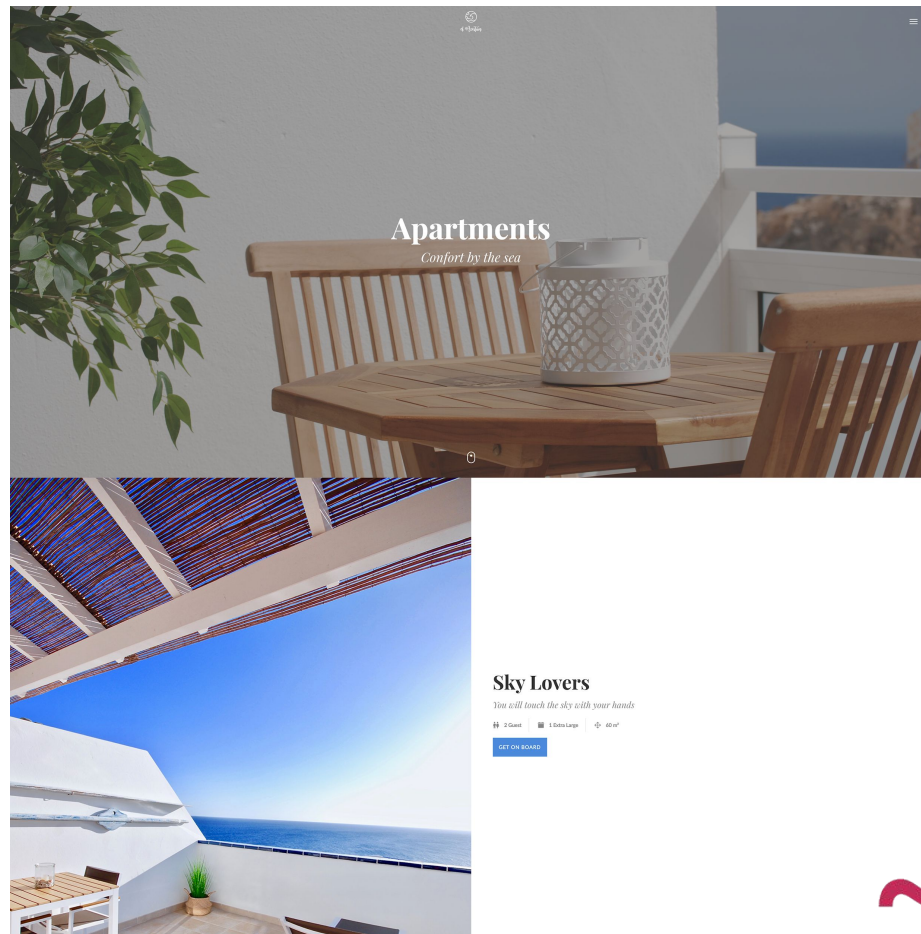 Apartments
Confort by the sea
Sky Lovers
You will touch the sky with your hands
2 Guest
1 Extra Large
60 m²
GET ON BOARD